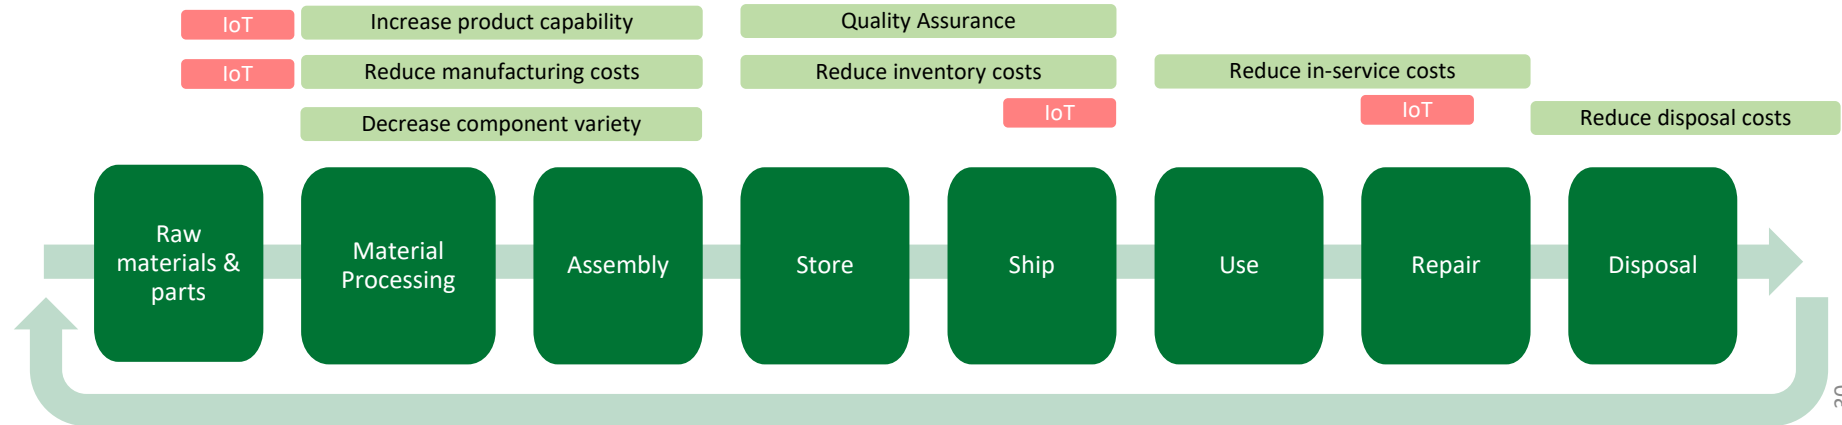 IoT
Increase product capability
Quality Assurance
IoT
Reduce manufacturing costs
Reduce inventory costs
Reduce in-service costs
IoT
IoT
Decrease component variety
Reduce disposal costs
Raw
materials &
parts
Material
Processing
Assembly
Store
Ship
Use
Repair
Disposal